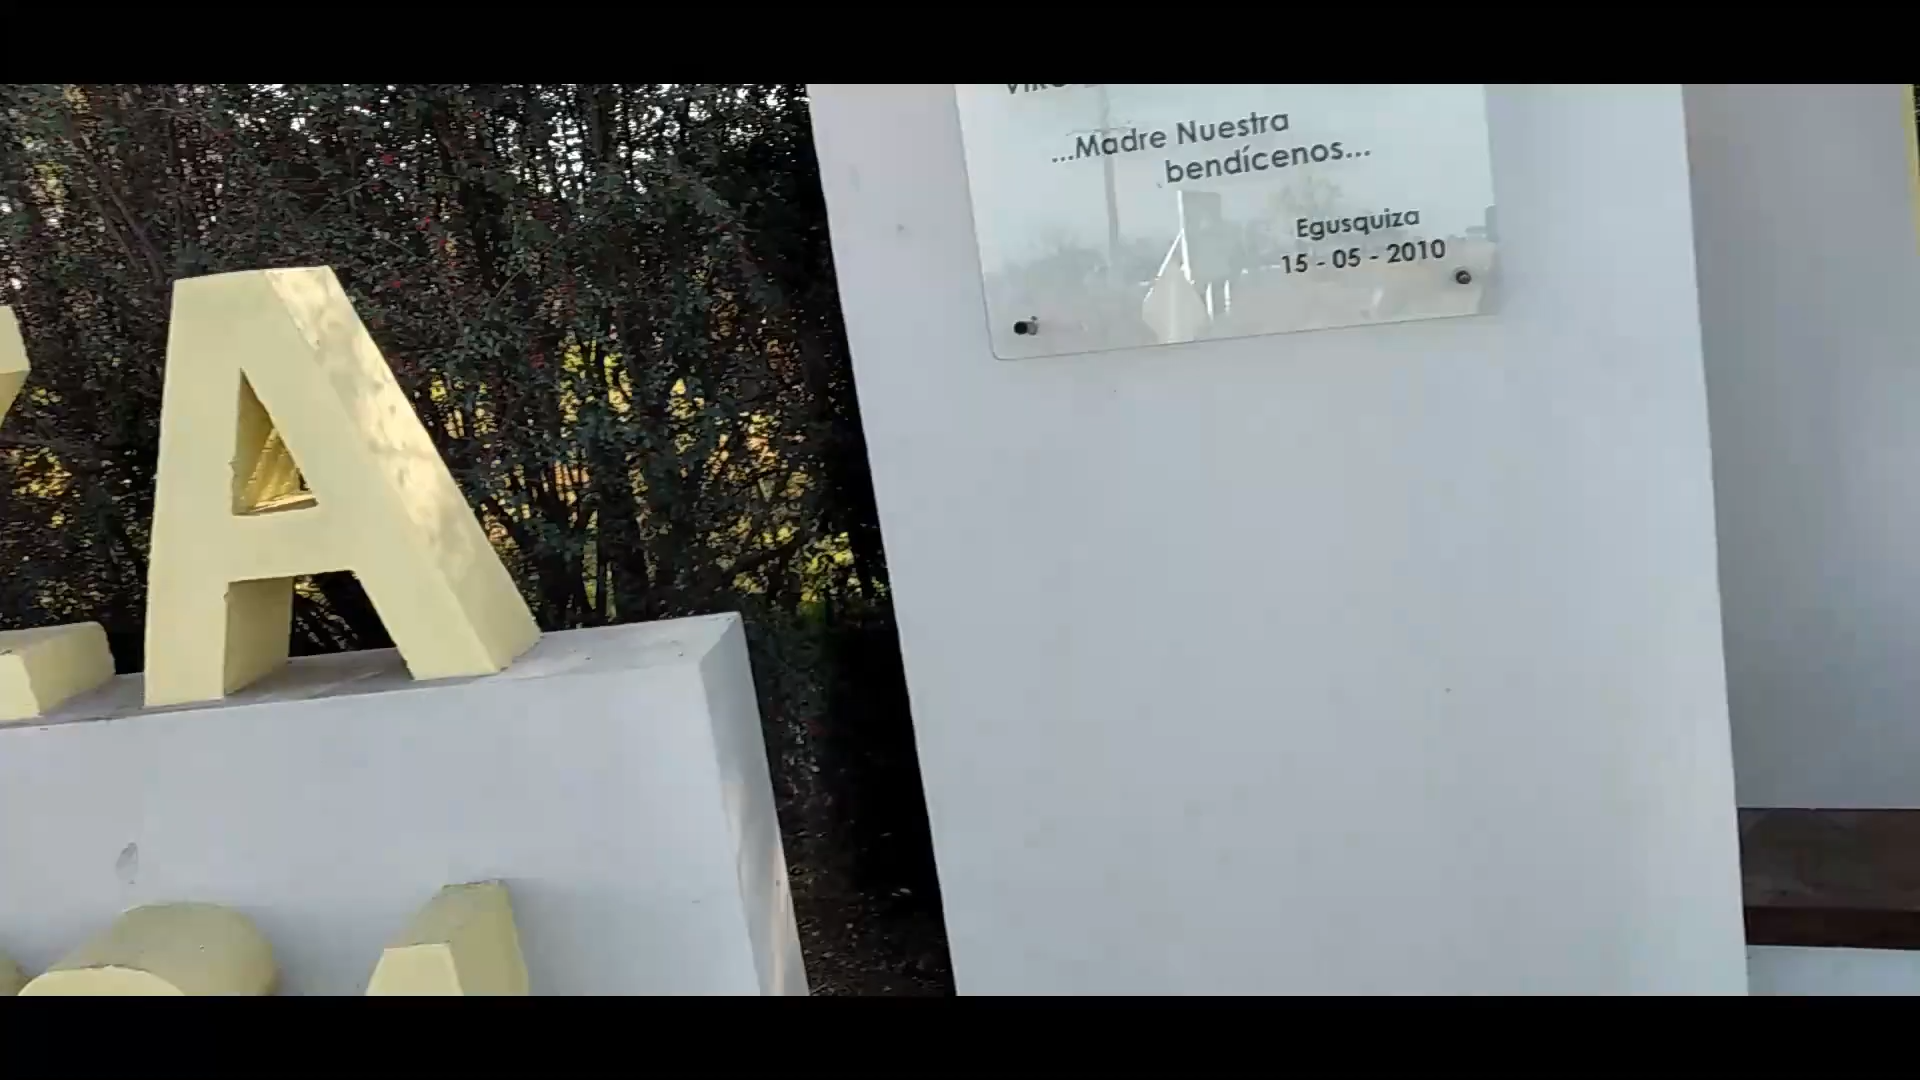 ...Madre Nuestra
bendícenos...
Egusquiza
15 - 05 - 2010
A